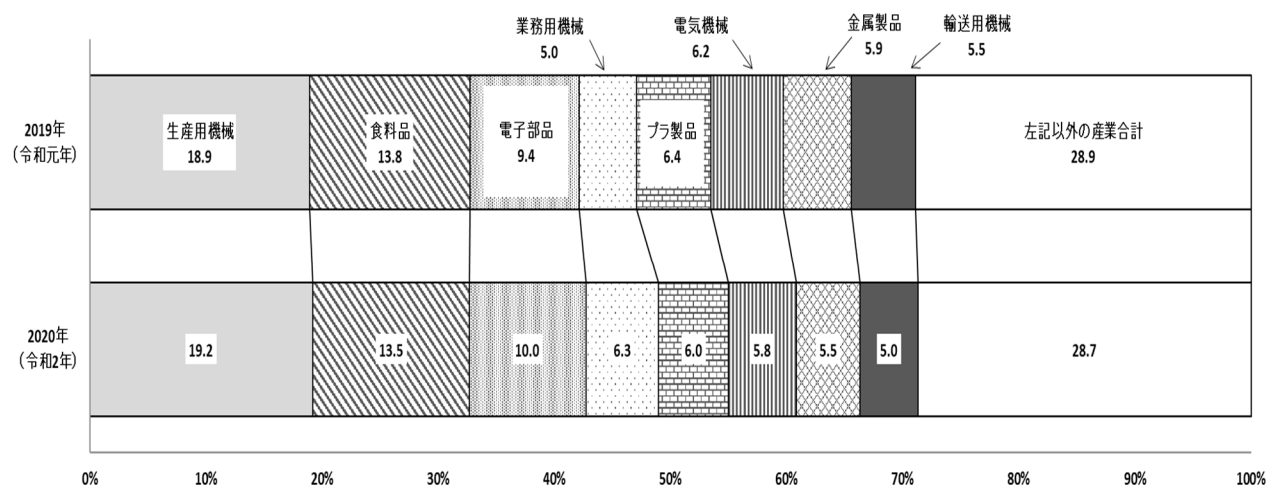 業務用機械
5.0
電気機械
6.2
金属製品
5.9
輸送用機械
5.5
2019年
（令和元年）
生産用機械
18.9
食料品
13.8
電子部品
9.4
プラ製品
6.4
左記以外の産業合計
28.9
2020年
（令和2年）
19.2
13.5
10.0
6.3
6.0
5.8
5.5
5.0
28.7
0%
10%
20%
30%
40%
50%
60%
70%
80%
90%
100%